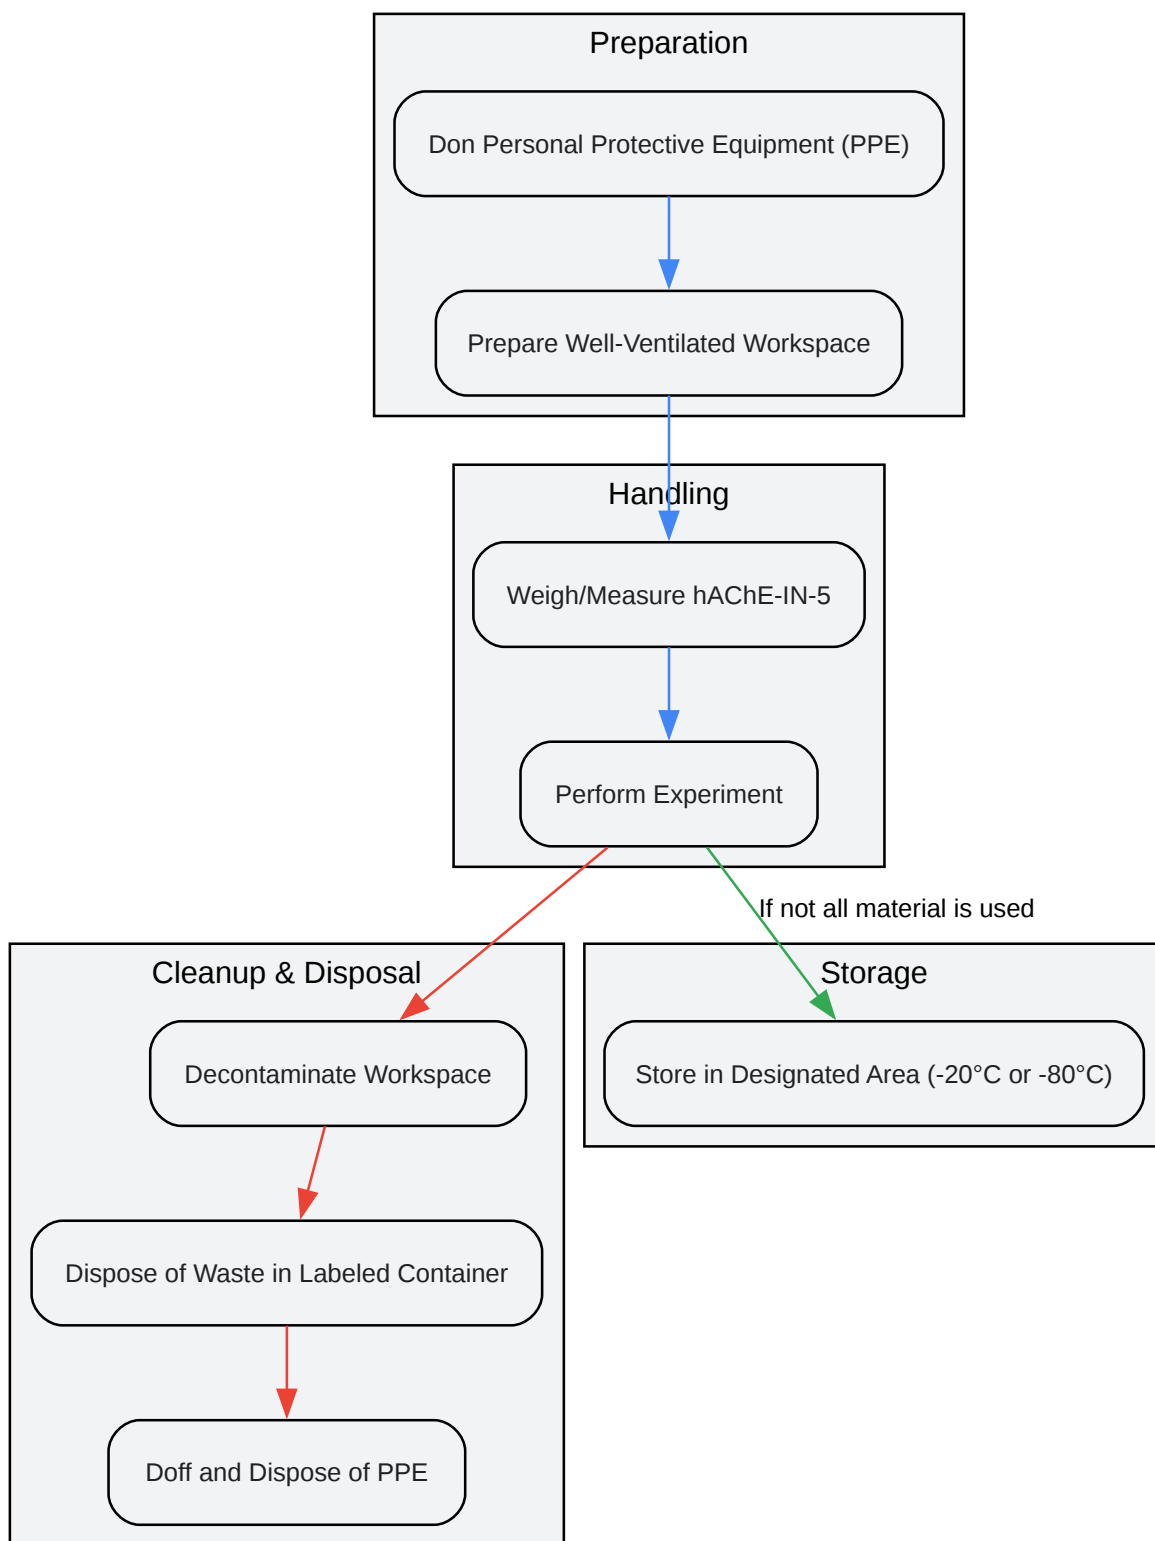 Preparation
Don Personal Protective Equipment (PPE)
Prepare Well-Ventilated Workspace
Handling
Weigh/Measure hAChE-IN-5
Perform Experiment
If not all material is used
Cleanup & Disposal
Decontaminate Workspace
Dispose of Waste in Labeled Container
Doff and Dispose of PPE
Storage
Store in Designated Area (-20°C or -80°C)